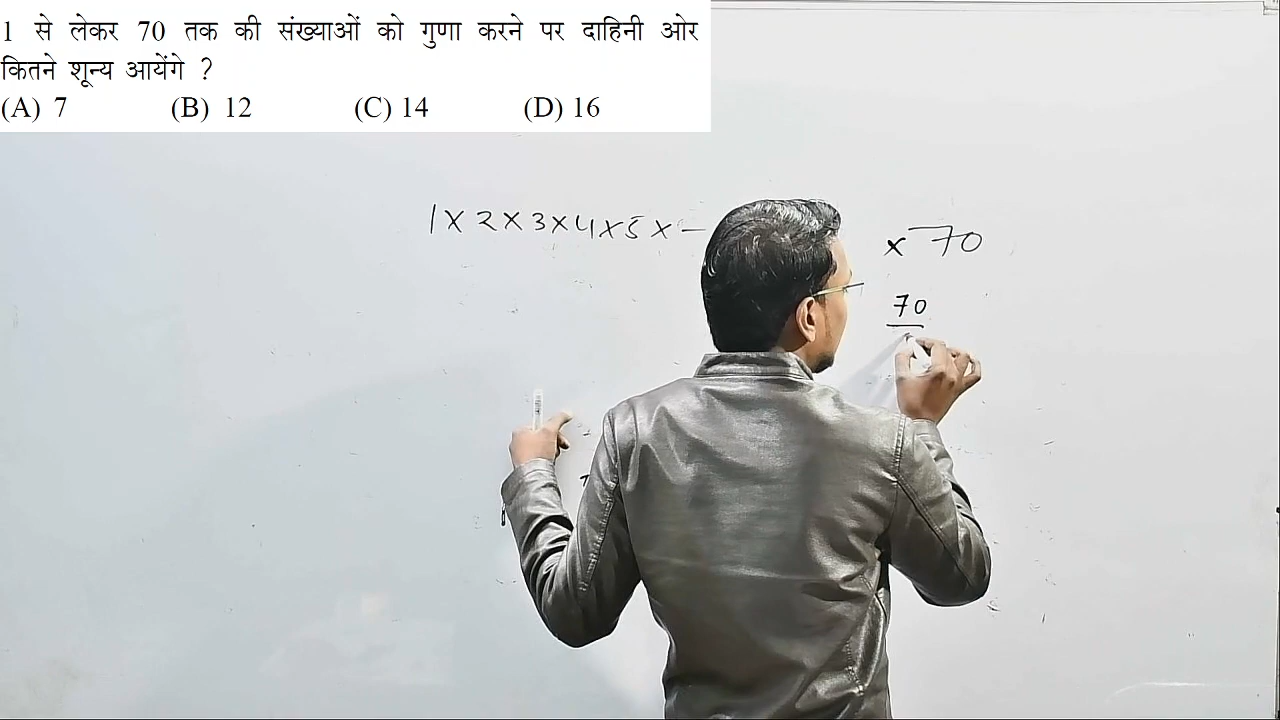 1 से लेकर 70 तक की संख्याओं को गुणा करने पर दाहिनी ओर
कितने शून्य आयेंगे ?
(A) 7 (B) 12 (C) 14 (D) 16
1 × 2 × 3 × 4 × 5 × - × 70
70